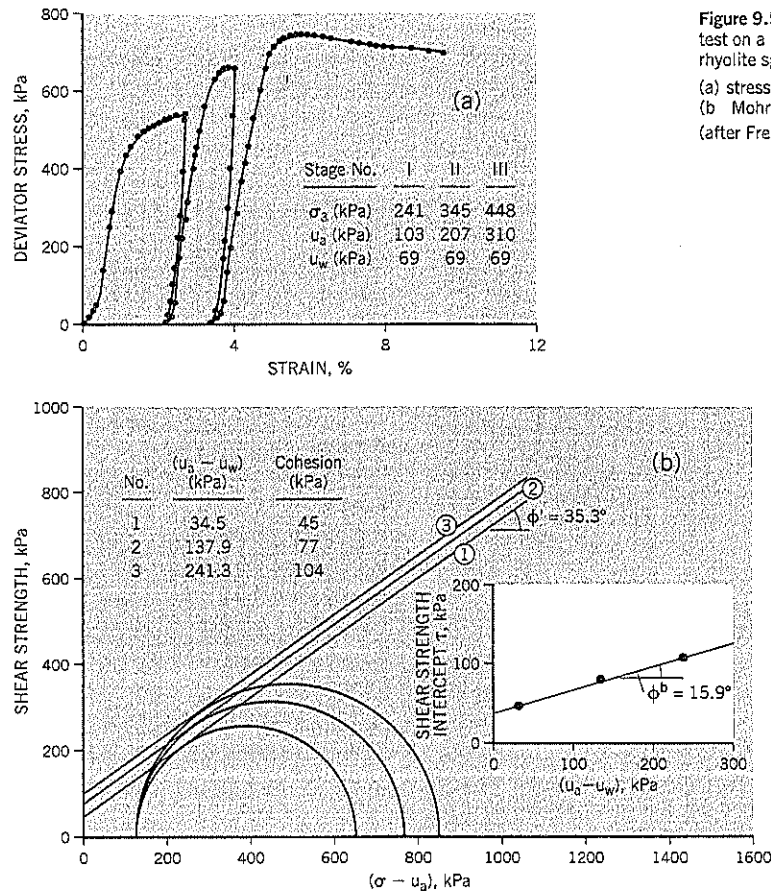 Figure 9.
test on a
rhyolite s
(a) stress
(b Mohr
(after Fre
800
600
400
200
0
DEVIATOR STRESS, kPa
(a)
Stage No. I II III
σ₃ (kPa) 241 345 448
uₐ (kPa) 103 207 310
u_w (kPa) 69 69 69
0 4 8 12
STRAIN, %
1000
800
600
400
200
0
SHEAR STRENGTH, kPa
(b)
No. (uₐ − u_w) (kPa) Cohesion (kPa)
1 34.5 45
2 137.9 77
3 241.3 104
3 2 1
ϕ' = 35.3°
200
100
0
SHEAR STRENGTH
INTERCEPT τ, kPa
ϕᵇ = 15.9°
0 100 200 300
(uₐ−u_w), kPa
0 200 400 600 800 1000 1200 1400 1600
(σ − uₐ), kPa